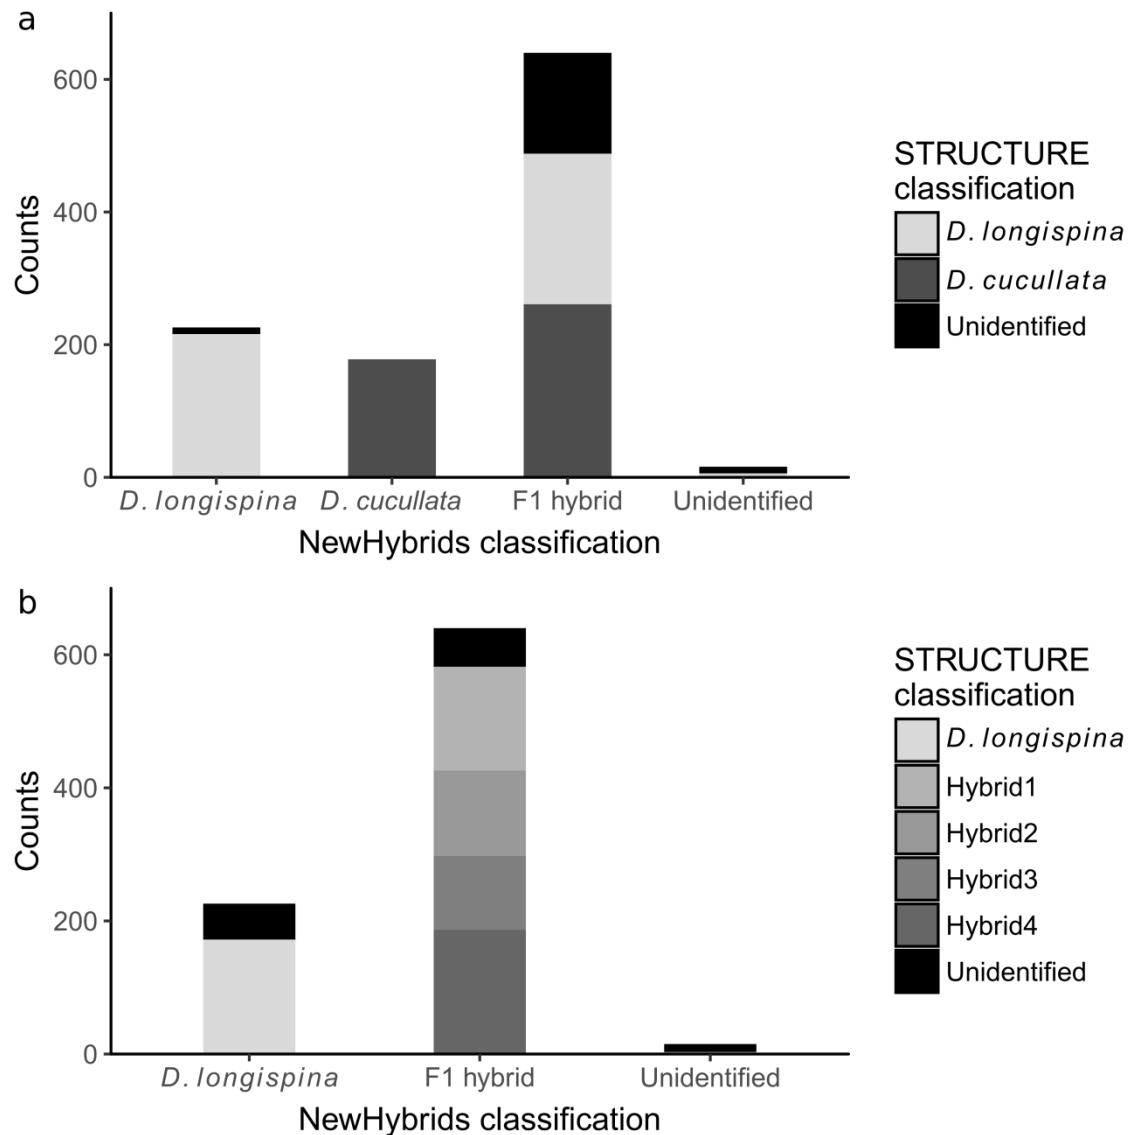 a
600
400
200
0
Counts
D. longispina
D. cucullata
F1 hybrid
Unidentified
NewHybrids classification
STRUCTURE
classification
D. longispina
D. cucullata
Unidentified
b
600
400
200
0
Counts
D. longispina
F1 hybrid
Unidentified
NewHybrids classification
STRUCTURE
classification
D. longispina
Hybrid1
Hybrid2
Hybrid3
Hybrid4
Unidentified